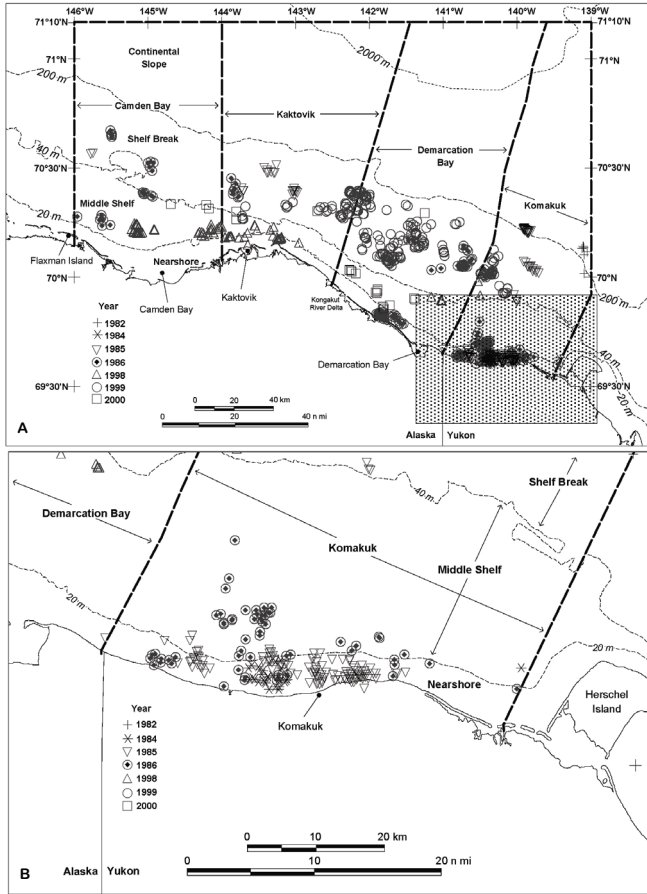 146°W 145°W 144°W 143°W 142°W 141°W 140°W 139°W
71°10'N 71°10'N
Continental
Slope
71°N 71°N
2000 m
2000 m
Camden Bay
Kaktovik
Shelf Break
Demarcation
Bay
40 m
70°30'N 70°30'N
Komakuk
Middle Shelf
20 m
Nearshore
Flaxman Island
70°N 70°N
Camden Bay
Kaktovik
Kongakut
River Delta
200 m
Year
1982
1984
1985
1986
1998
1999
2000
Demarcation Bay
40 m
20 m
69°30'N 69°30'N
0 20 40 km
0 20 40 n mi
A
Alaska Yukon
Shelf Break
40 m
Demarcation Bay
Komakuk
Middle Shelf
20 m
20 m
Nearshore
Herschel
Island
Komakuk
Year
1982
1984
1985
1986
1998
1999
2000
0 10 20 km
0 10 20 n mi
B
Alaska Yukon